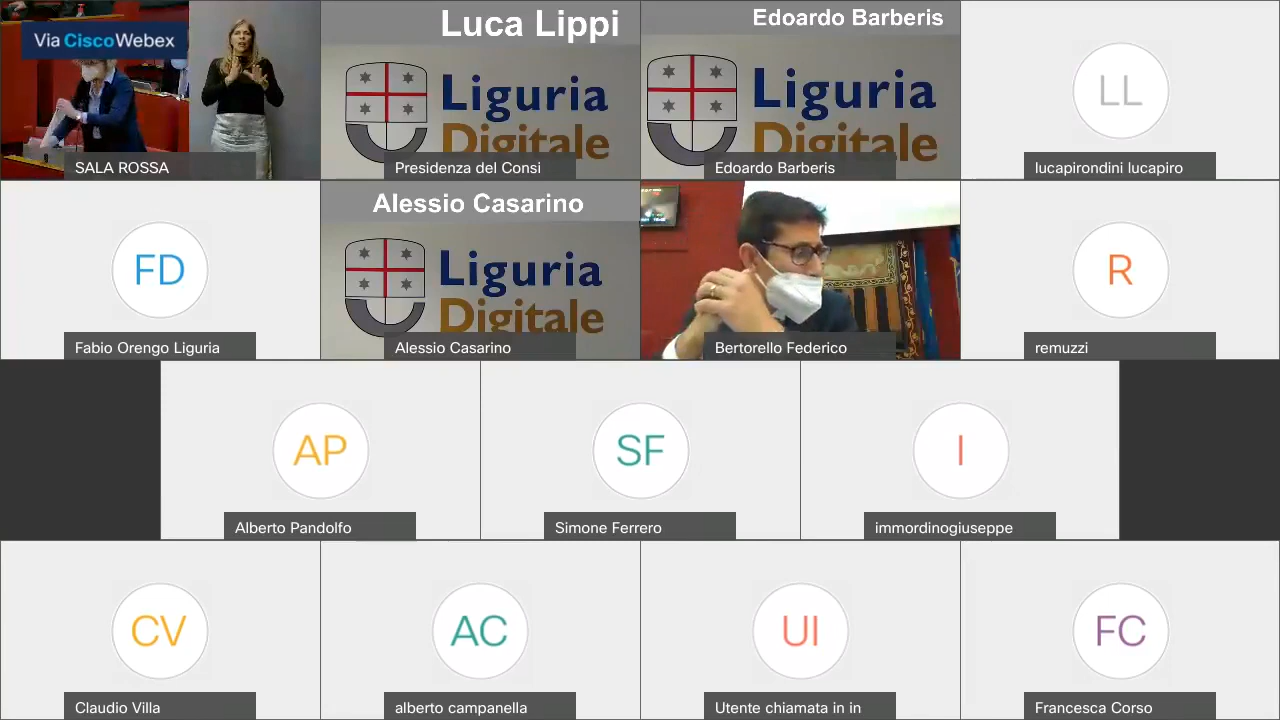 Via Cisco Webex
SALA ROSSA
Luca Lippi
Liguria
Digitale
Presidenza del Consi
Edoardo Barberis
Liguria
Digitale
Edoardo Barberis
LL
lucapirondini lucapiro
FD
Fabio Orengo Liguria
Alessio Casarino
Liguria
Digitale
Alessio Casarino
Bertorello Federico
R
remuzzi
AP
Alberto Pandolfo
SF
Simone Ferrero
I
immordinogiuseppe
CV
Claudio Villa
AC
alberto campanella
UI
Utente chiamata in in
FC
Francesca Corso